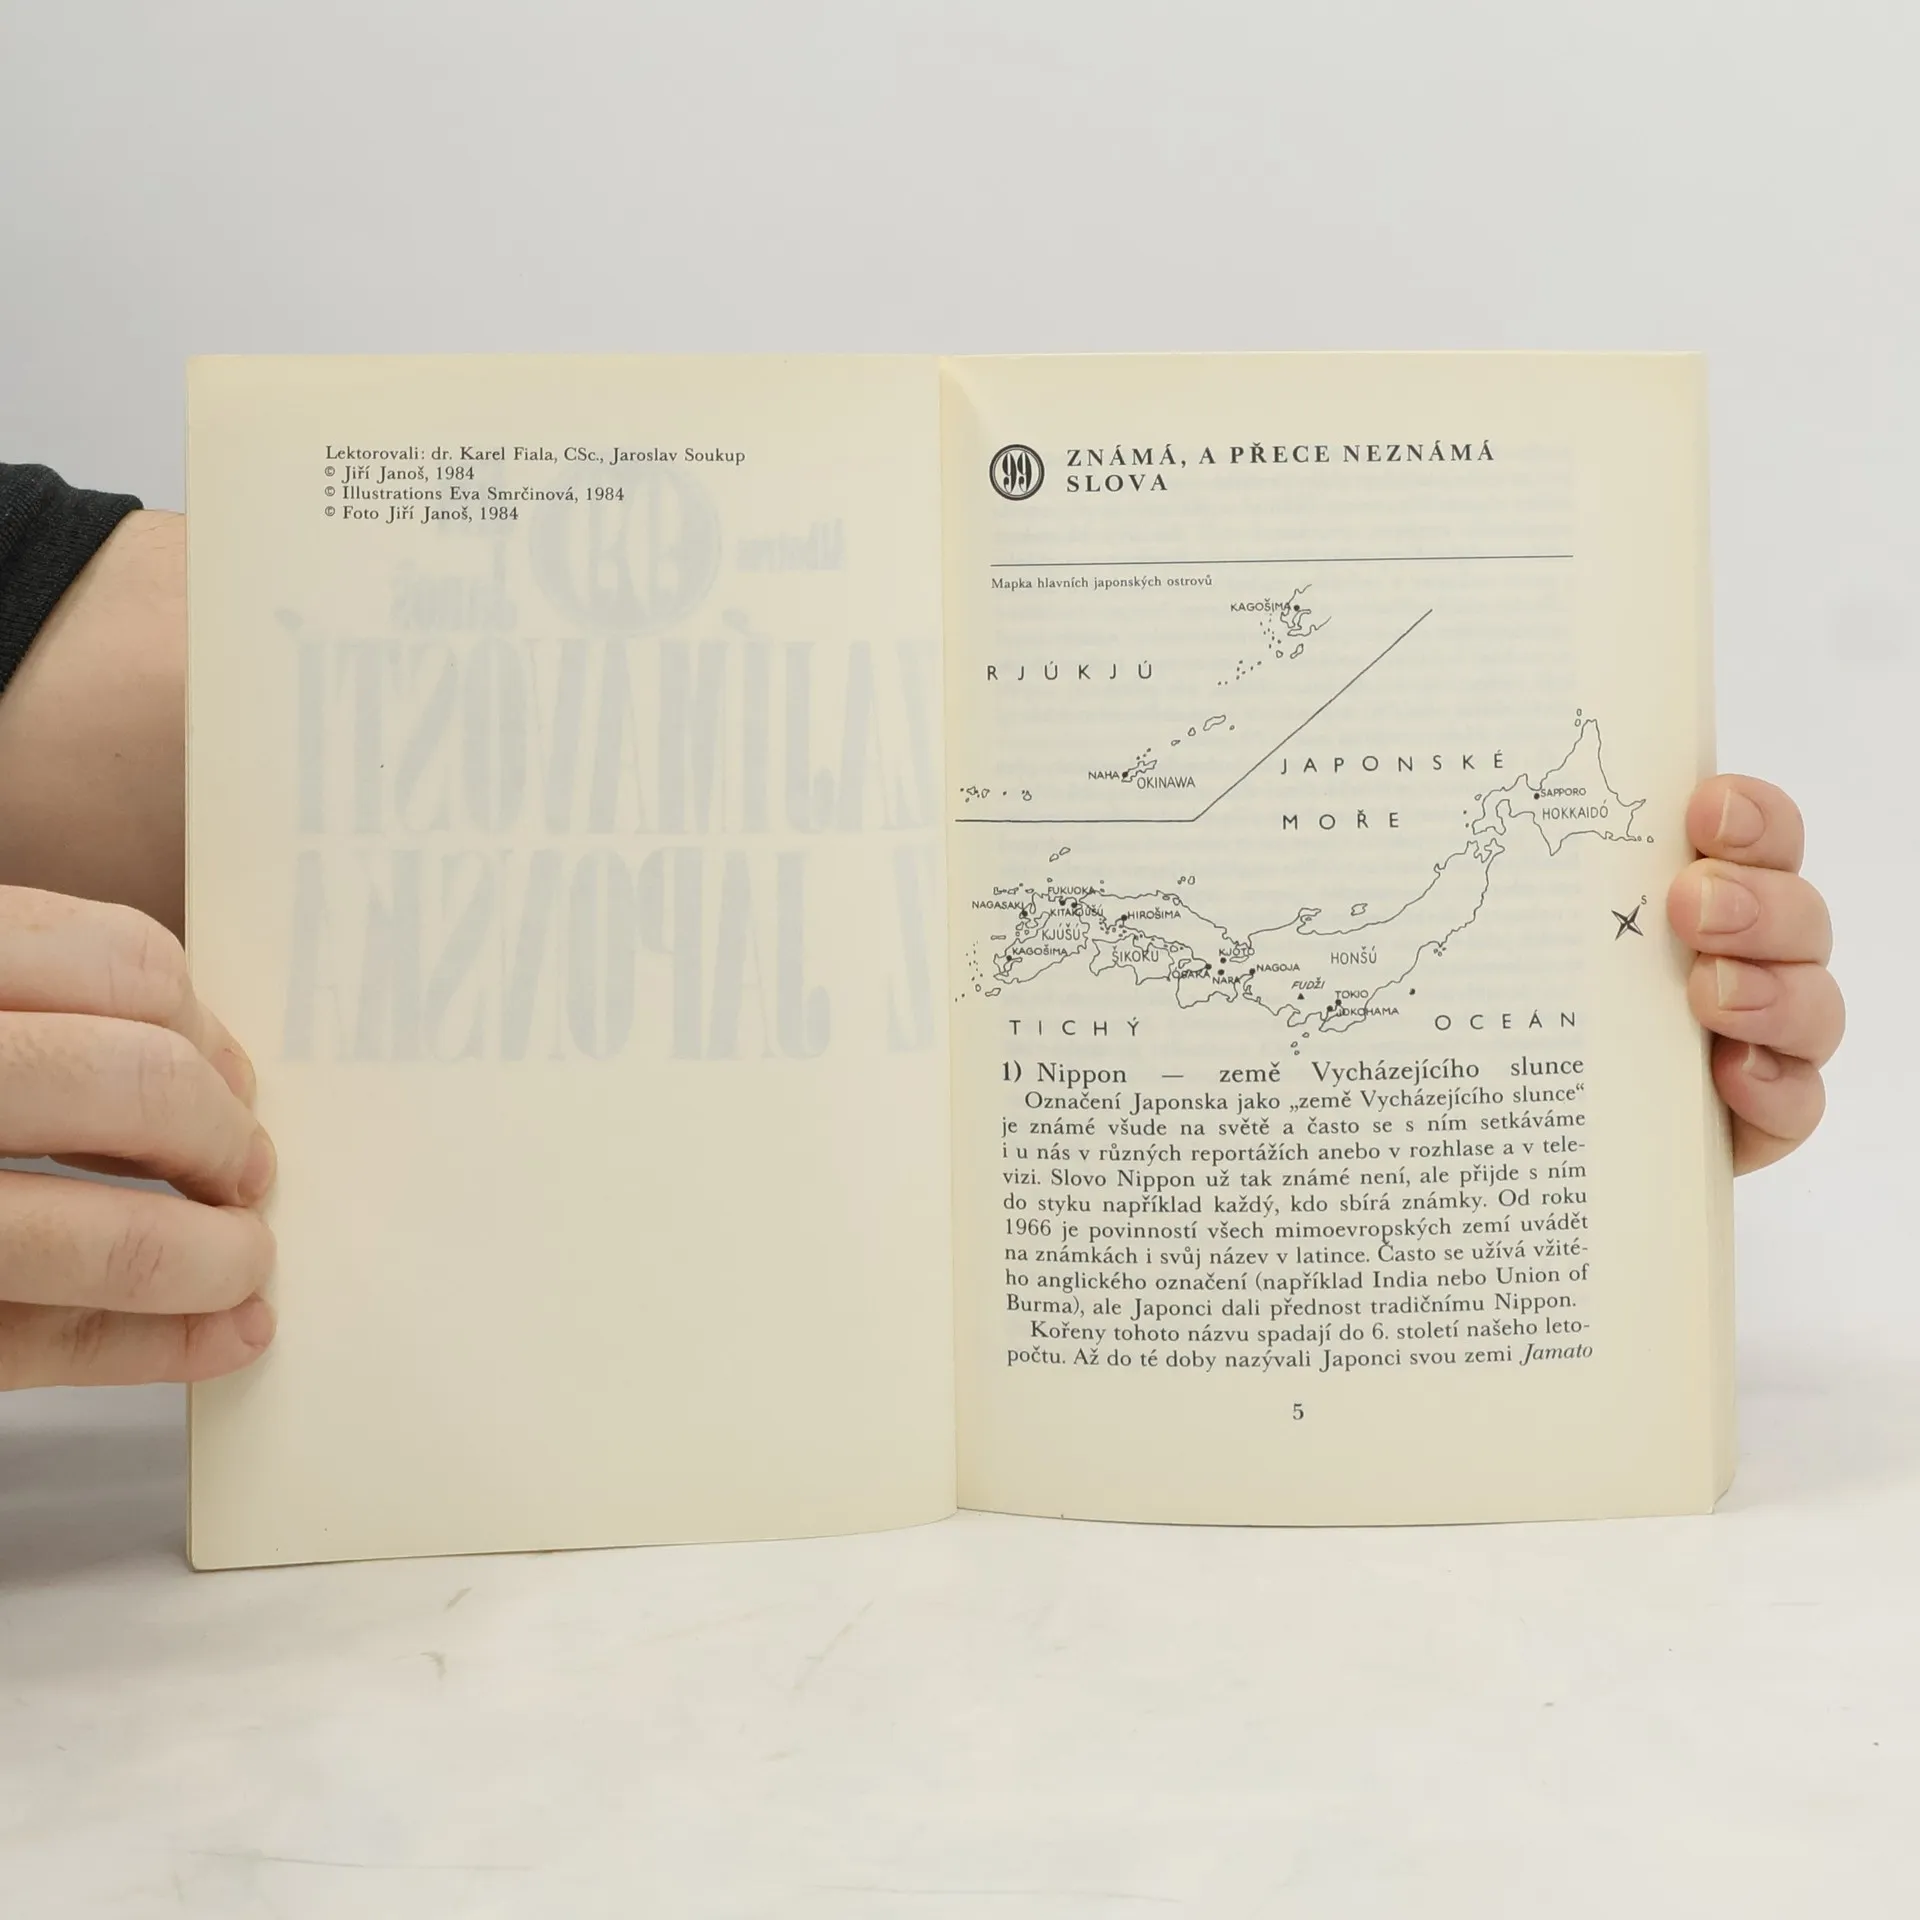 Lektorovali: dr. Karel Fiala, CSc., Jaroslav Soukup
© Jiří Janoš, 1984
© Illustrations Eva Smrčinová, 1984
© Foto Jiří Janoš, 1984
99 ZNÁMÁ, A PŘECE NEZNÁMÁ
SLOVA
Mapka hlavních japonských ostrovů
KAGOŠIMA
RJÚKJÚ
NAHA
OKINAWA
JAPONSKÉ
MOŘE
SAPPORO
HOKKAIDÓ
S
FUKUOKA
NAGASAKI
KITAKJÚŠÚ
HIROŠIMA
KJÚŠÚ
KAGOŠIMA
ŠIKOKU
KJÓTO
OSAKA
NARA
NAGOJA
HONŠÚ
FUDŽI
TOKIO
JOKOHAMA
TICHÝ OCEÁN
1) Nippon — země Vycházejícího slunce
Označení Japonska jako „země Vycházejícího slunce“
je známé všude na světě a často se s ním setkáváme
i u nás v různých reportážích anebo v rozhlase a v tele-
vizi. Slovo Nippon už tak známé není, ale přijde s ním
do styku například každý, kdo sbírá známky. Od roku
1966 je povinností všech mimoevropských zemí uvádět
na známkách i svůj název v latince. Často se užívá vžité-
ho anglického označení (například India nebo Union of
Burma), ale Japonci dali přednost tradičnímu Nippon.
Kořeny tohoto názvu spadají do 6. století našeho leto-
počtu. Až do té doby nazývali Japonci svou zemi Jamato
5